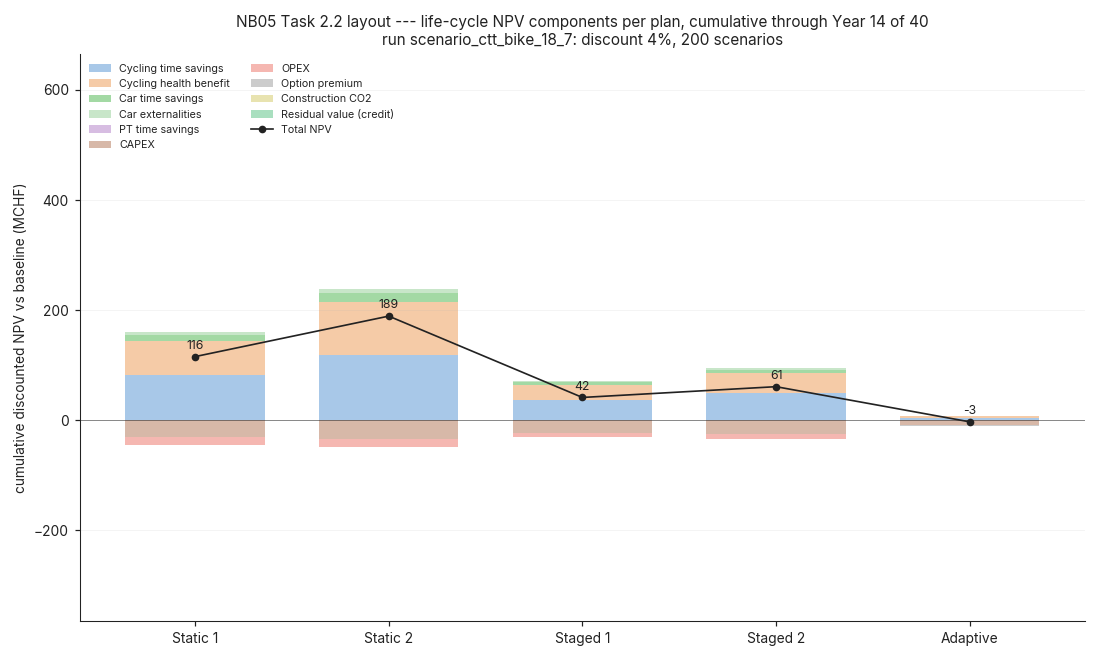 NB05 Task 2.2 layout --- life-cycle NPV components per plan, cumulative through Year 14 of 40
run scenario_ctt_bike_18_7: discount 4%, 200 scenarios
Cycling time savings
Cycling health benefit
Car time savings
Car externalities
PT time savings
CAPEX
OPEX
Option premium
Construction CO2
Residual value (credit)
Total NPV
cumulative discounted NPV vs baseline (MCHF)
600
400
200
0
−200
116
189
42
61
-3
Static 1
Static 2
Staged 1
Staged 2
Adaptive